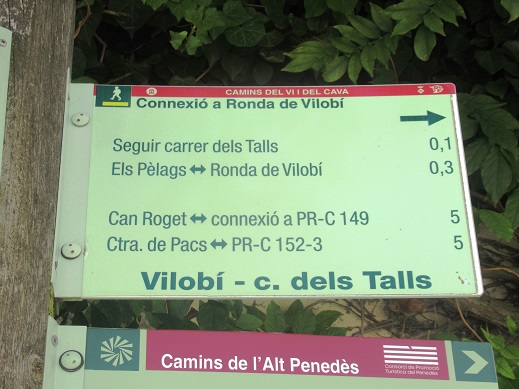 CAMINS DEL VI I DEL CAVA
Connexió a Ronda de Vilobí
Seguir carrer dels Talls 0,1
Els Pèlags ↔ Ronda de Vilobí 0,3
Can Roget ↔ connexió a PR-C 149 5
Ctra. de Pacs ↔ PR-C 152-3 5
Vilobí - c. dels Talls
Camins de l'Alt Penedès
Consorci de Promoció
Turística del Penedès